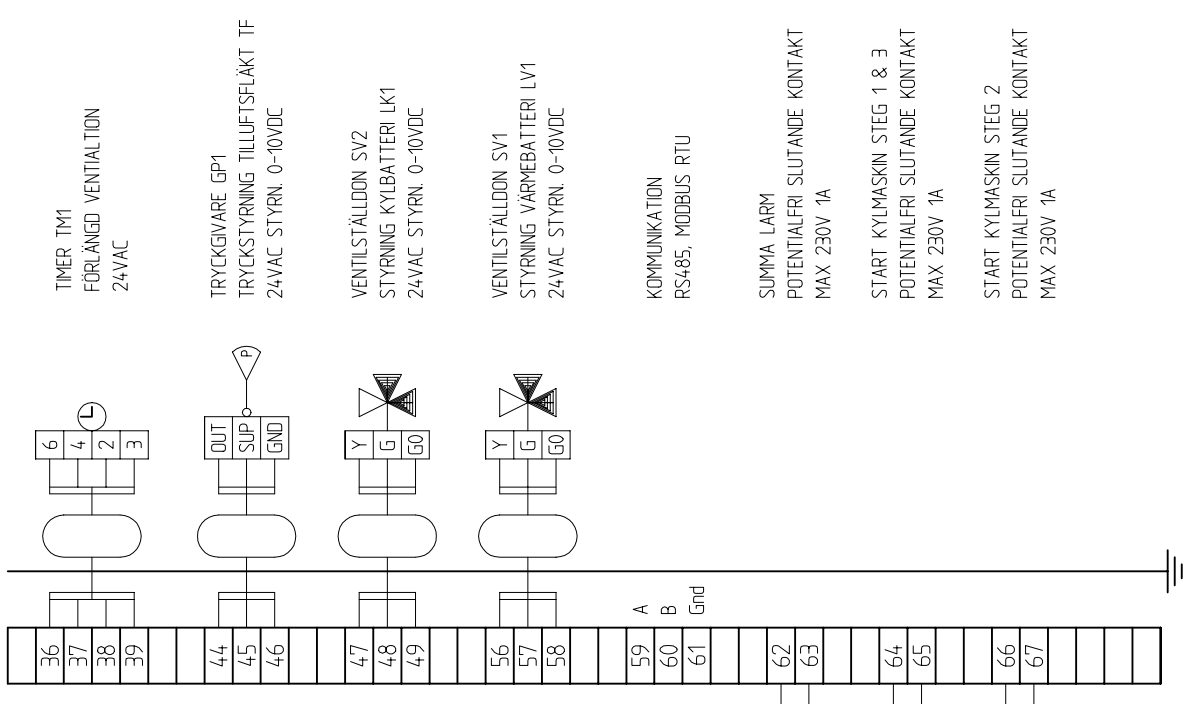 TIMER TM1
FÖRLÄNGD VENTIALTION
24VAC
TRYCKGIVARE GP1
TRYCKSTYRNING TILLUFTSFLÄKT TF
24VAC STYRN. 0-10VDC
VENTILSTÄLLDON SV2
STYRNING KYLBATTERI LK1
24VAC STYRN. 0-10VDC
VENTILSTÄLLDON SV1
STYRNING VÄRMEBATTERI LV1
24VAC STYRN. 0-10VDC
KOMMUNIKATION
RS485, MODBUS RTU
SUMMA LARM
POTENTIALFRI SLUTANDE KONTAKT
MAX 230V 1A
START KYLMASKIN STEG 1 & 3
POTENTIALFRI SLUTANDE KONTAKT
MAX 230V 1A
START KYLMASKIN STEG 2
POTENTIALFRI SLUTANDE KONTAKT
MAX 230V 1A
P
6
4
2
3
OUT
SUP
GND
Y
G
G0
Y
G
G0
A
B
Gnd
36
37
38
39
44
45
46
47
48
49
56
57
58
59
60
61
62
63
64
65
66
67